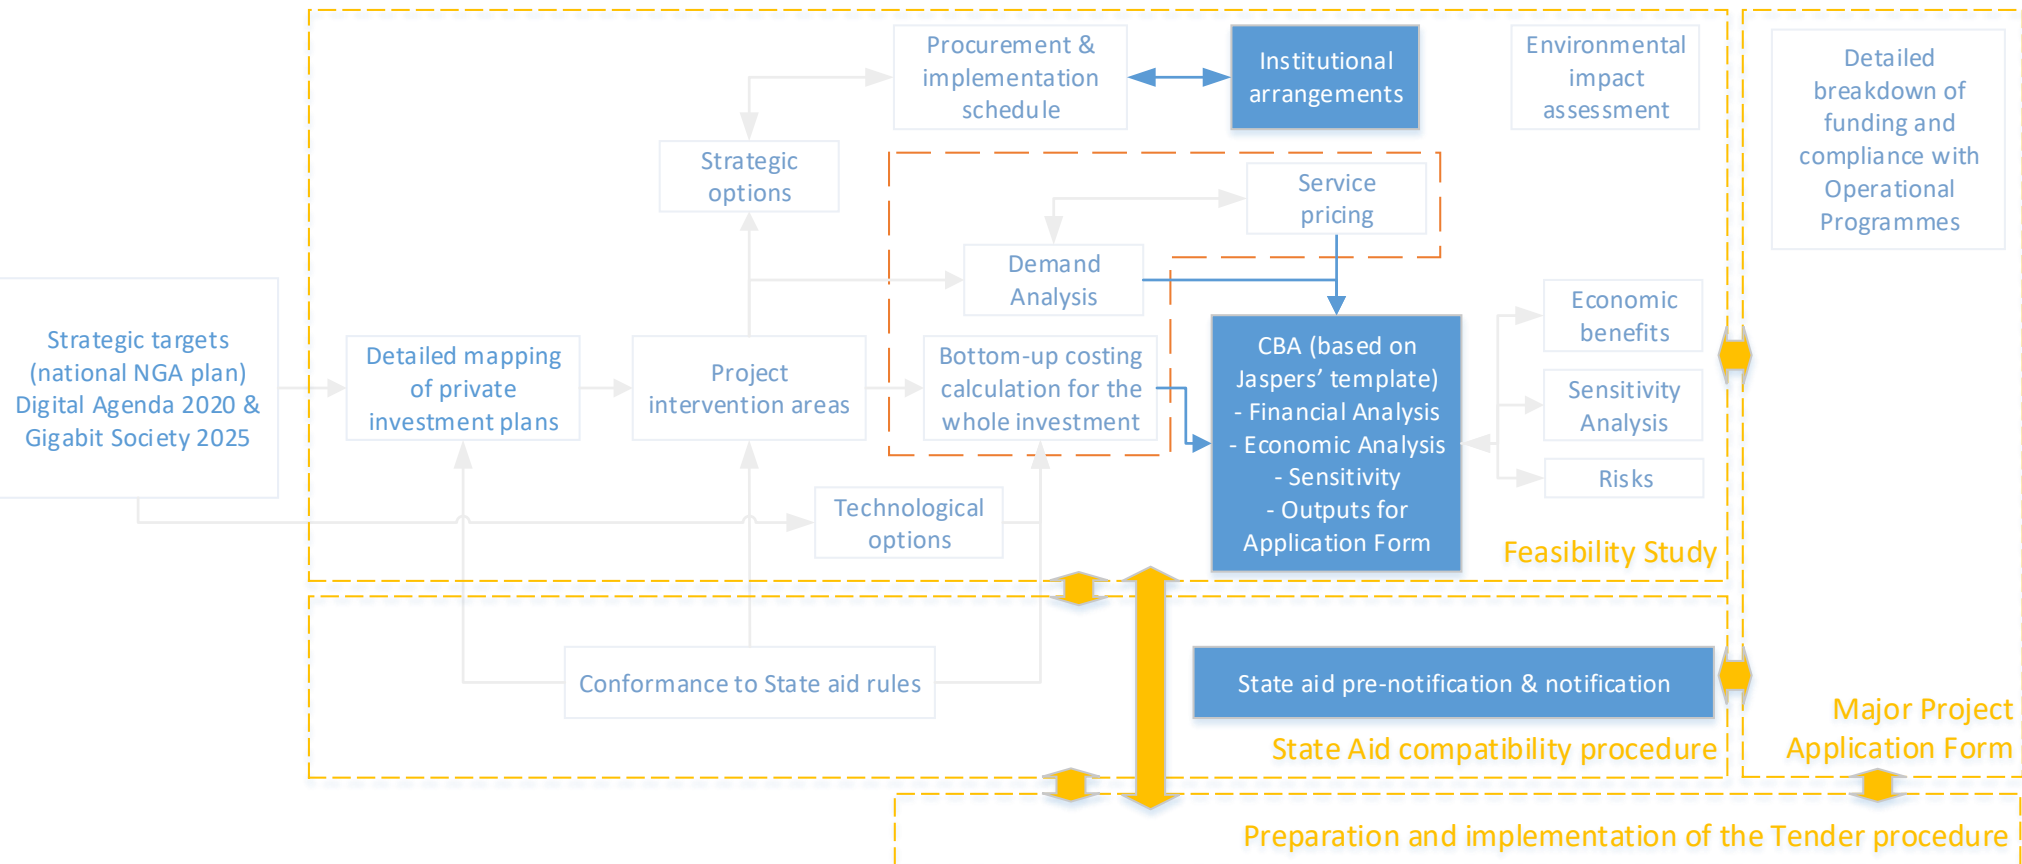 Procurement &
implementation
schedule
Institutional
arrangements
Environmental
impact
assessment
Detailed
breakdown of
funding and
compliance with
Operational
Programmes
Strategic
options
Service
pricing
Demand
Analysis
Strategic targets
(national NGA plan)
Digital Agenda 2020 &
Gigabit Society 2025
Detailed mapping
of private
investment plans
Project
intervention areas
Bottom-up costing
calculation for the
whole investment
CBA (based on
Jaspers’ template)
- Financial Analysis
- Economic Analysis
- Sensitivity
- Outputs for
Application Form
Economic
benefits
Sensitivity
Analysis
Risks
Technological
options
Feasibility Study
Conformance to State aid rules
State aid pre-notification & notification
State Aid compatibility procedure
Major Project
Application Form
Preparation and implementation of the Tender procedure